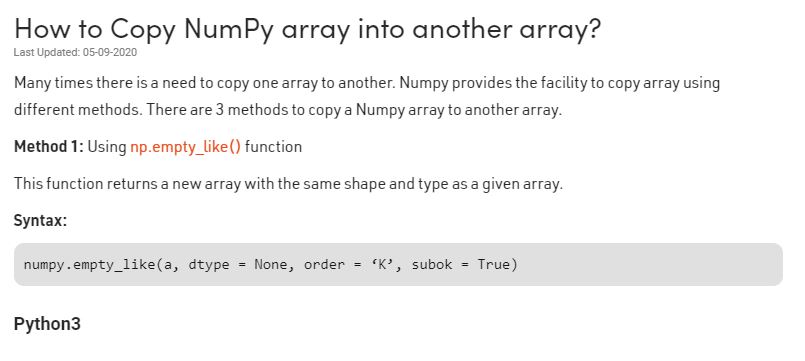 How to Copy NumPy array into another array?
Last Updated: 05-09-2020
Many times there is a need to copy one array to another. Numpy provides the facility to copy array using
different methods. There are 3 methods to copy a Numpy array to another array.
Method 1: Using np.empty_like() function
This function returns a new array with the same shape and type as a given array.
Syntax:
numpy.empty_like(a, dtype = None, order = ‘K’, subok = True)
Python3